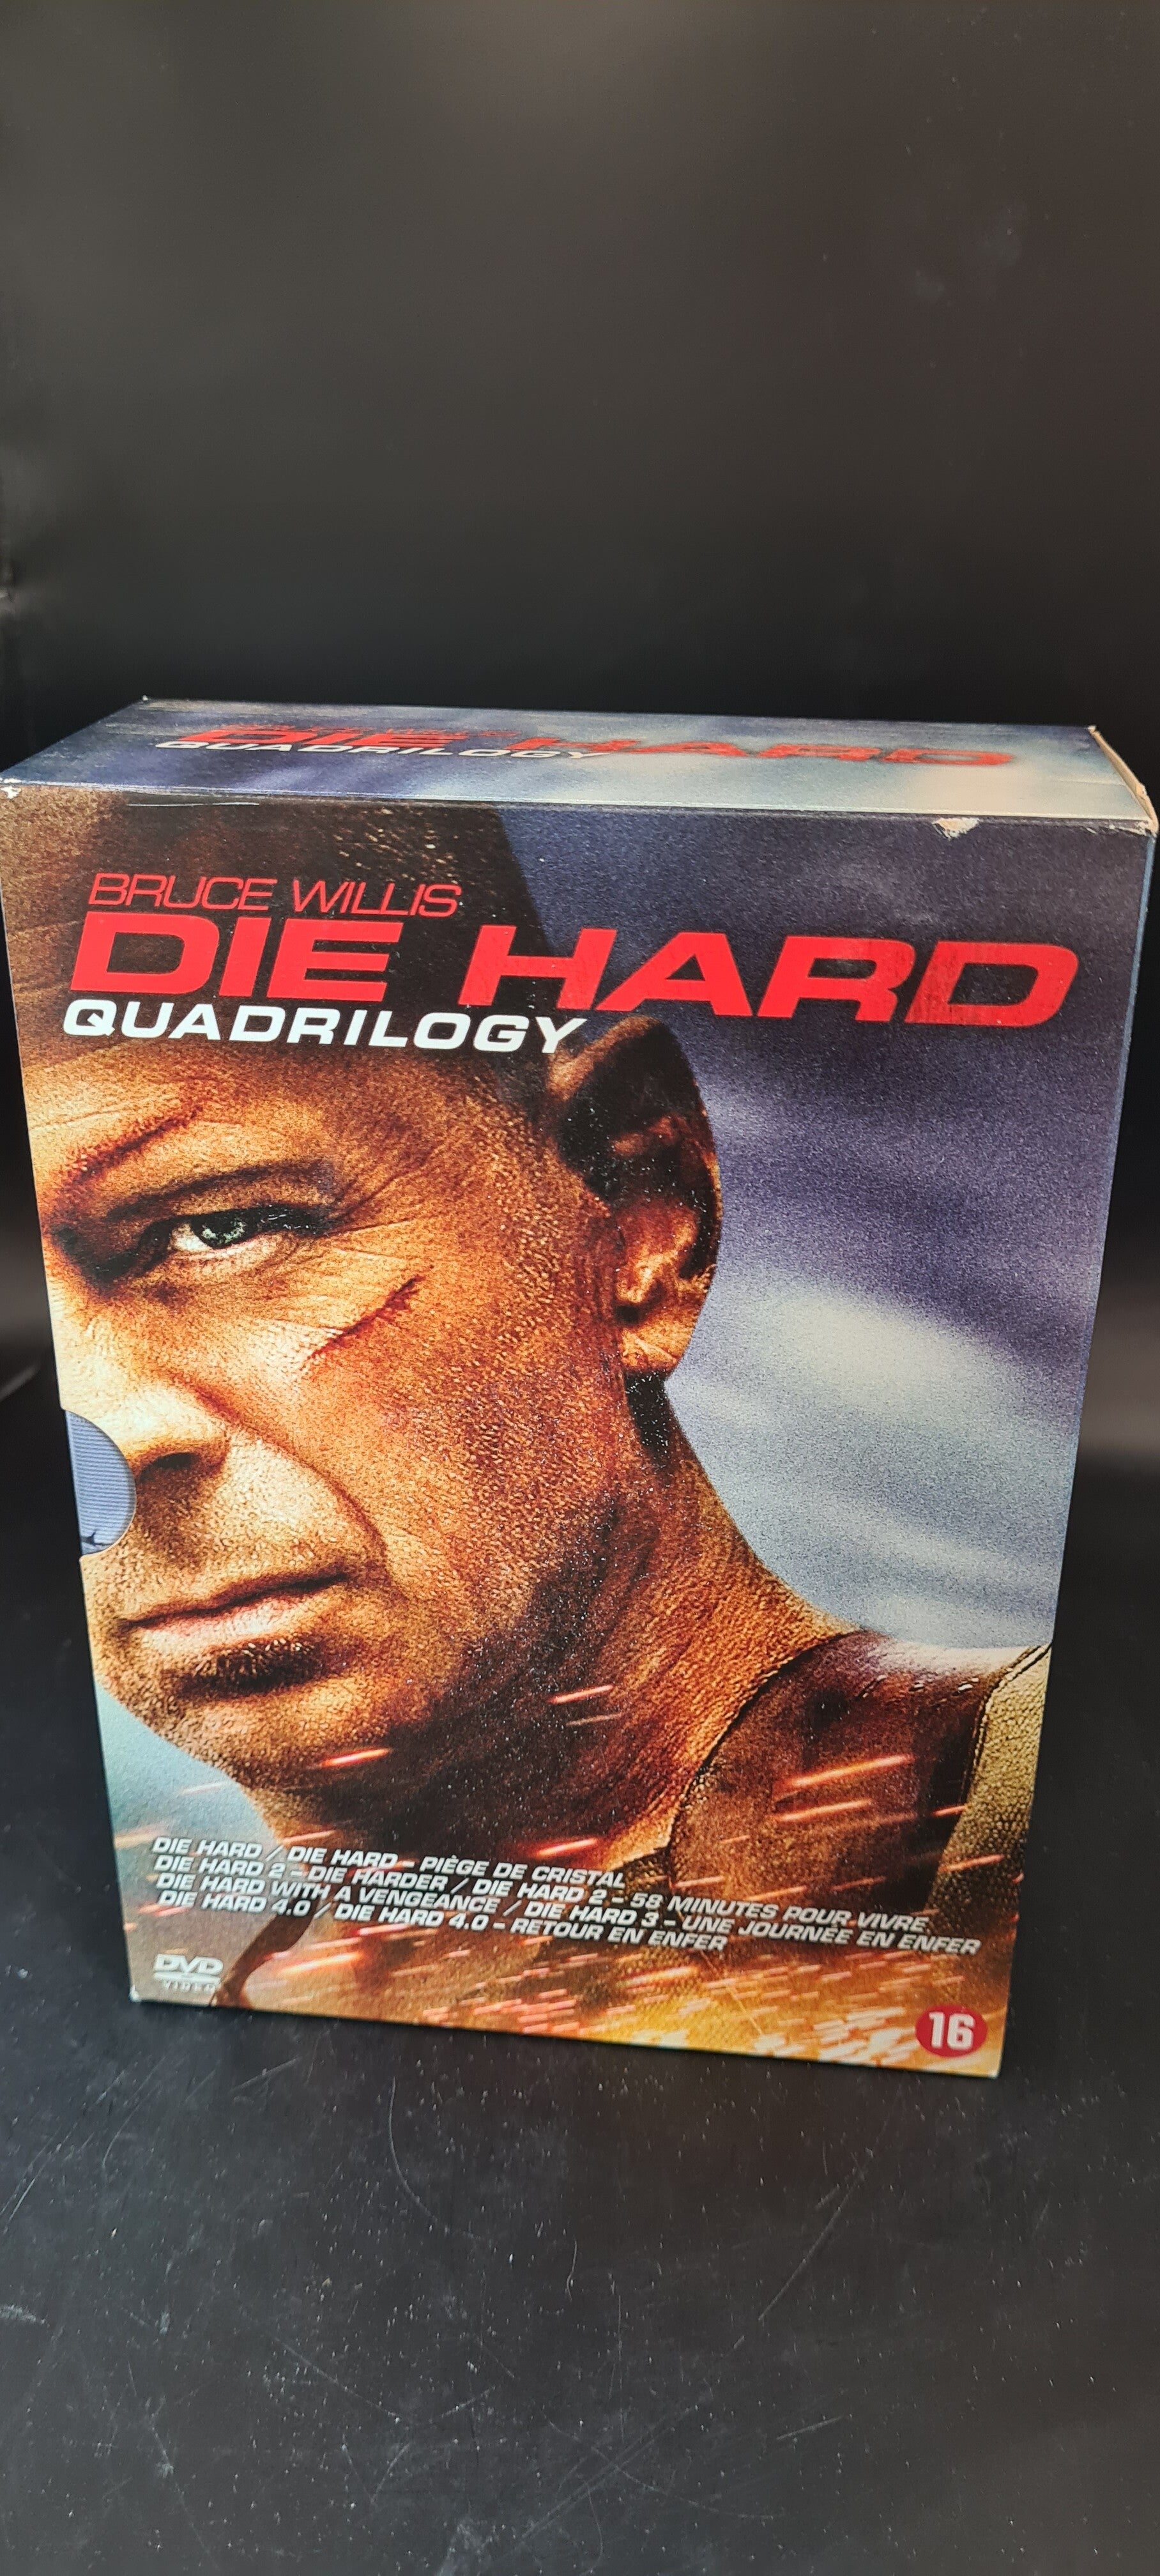 DIE HARD
QUADRILOGY
BRUCE WILLIS
DIE HARD
QUADRILOGY
DIE HARD / DIE HARD – PIÈGE DE CRISTAL
DIE HARD 2 – DIE HARDER / DIE HARD 2 – 58 MINUTES POUR VIVRE
DIE HARD WITH A VENGEANCE / DIE HARD 3 – UNE JOURNÉE EN ENFER
DIE HARD 4.0 / DIE HARD 4.0 – RETOUR EN ENFER
DVD
VIDEO
16